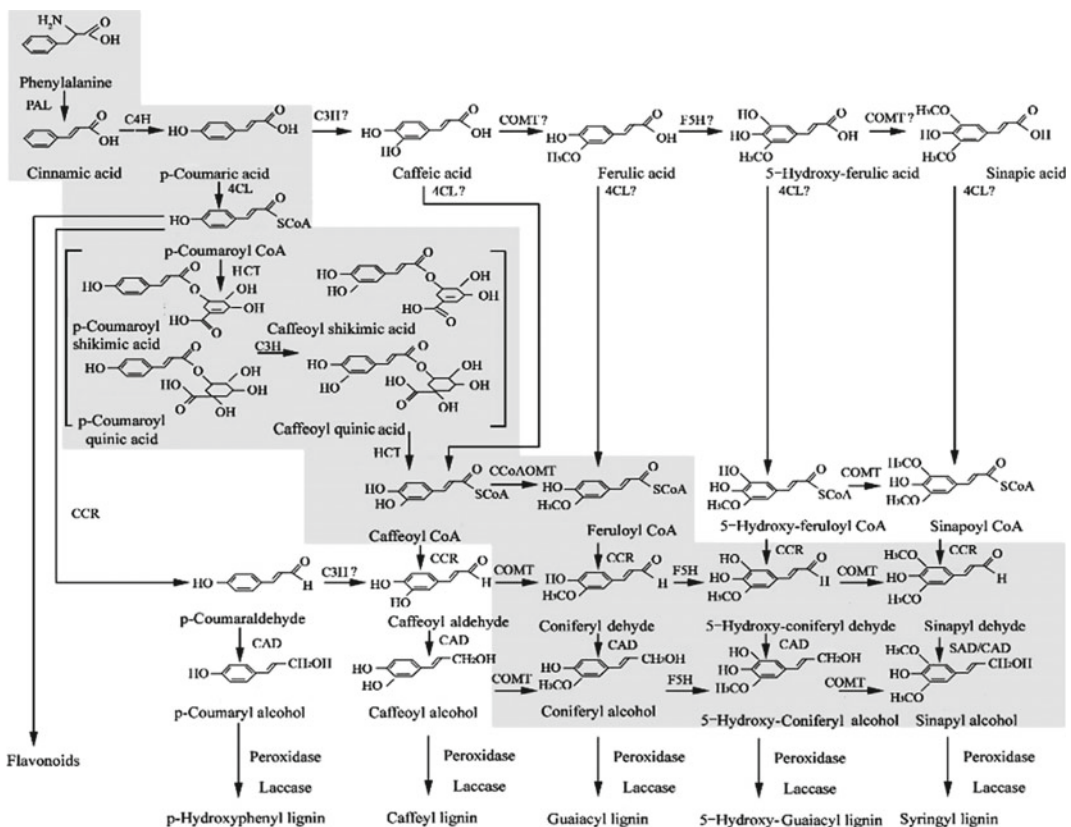 H₂N
O
OH
Phenylalanine
PAL
O
OH
Cinnamic acid
C4H
O
HO
OH
p-Coumaric acid
C3H?
O
HO
OH
HO
Caffeic acid
COMT?
O
HO
OH
H₃CO
Ferulic acid
F5H?
HO
O
HO
OH
H₃CO
5-Hydroxy-ferulic acid
COMT?
H₃CO
O
HO
OH
H₃CO
Sinapic acid
4CL
4CL?
4CL?
4CL?
4CL?
O
HO
SCoA
p-Coumaroyl CoA
HCT
O
HO
O
OH
OH
HO
O
p-Coumaroyl
shikimic acid
O
HO
O
OH
HO
OH
HO
O
Caffeoyl shikimic acid
C3H
O
HO
O
OH
HO
OH
O
OH
p-Coumaroyl
quinic acid
O
HO
O
OH
HO
HO
OH
O
OH
Caffeoyl quinic acid
HCT
O
HO
HO
SCoA
Caffeoyl CoA
CCoAOMT
O
HO
H₃CO
SCoA
Feruloyl CoA
HO
O
HO
H₃CO
SCoA
5-Hydroxy-feruloyl CoA
COMT
H₃CO
O
HO
H₃CO
SCoA
Sinapoyl CoA
CCR
CCR
CCR
CCR
CCR
O
HO
H
p-Coumaraldehyde
C3H?
O
HO
H
HO
Caffeoyl aldehyde
COMT
O
HO
H
H₃CO
Coniferyl dehyde
F5H
HO
O
HO
H
H₃CO
5-Hydroxy-coniferyl dehyde
COMT
H₃CO
O
HO
H
H₃CO
Sinapyl dehyde
CAD
CAD
CAD
CAD
SAD/CAD
HO
CH₂OH
p-Coumaryl alcohol
HO
CH₂OH
HO
Caffeoyl alcohol
COMT
HO
CH₂OH
H₃CO
Coniferyl alcohol
F5H
HO
HO
CH₂OH
H₃CO
5-Hydroxy-Coniferyl alcohol
COMT
H₃CO
HO
CH₂OH
H₃CO
Sinapyl alcohol
Flavonoids
Peroxidase
Laccase
p-Hydroxyphenyl lignin
Peroxidase
Laccase
Caffeyl lignin
Peroxidase
Laccase
Guaiacyl lignin
Peroxidase
Laccase
5-Hydroxy-Guaiacyl lignin
Peroxidase
Laccase
Syringyl lignin